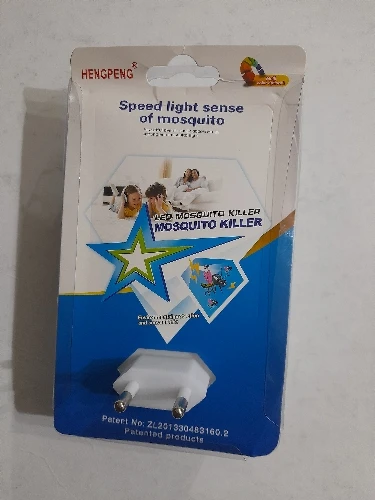 HENGPENG®
Speed light sense
of mosquito
LED MOSQUITO KILLER
MOSQUITO KILLER
Patent No: ZL201330483160.2
Patented products